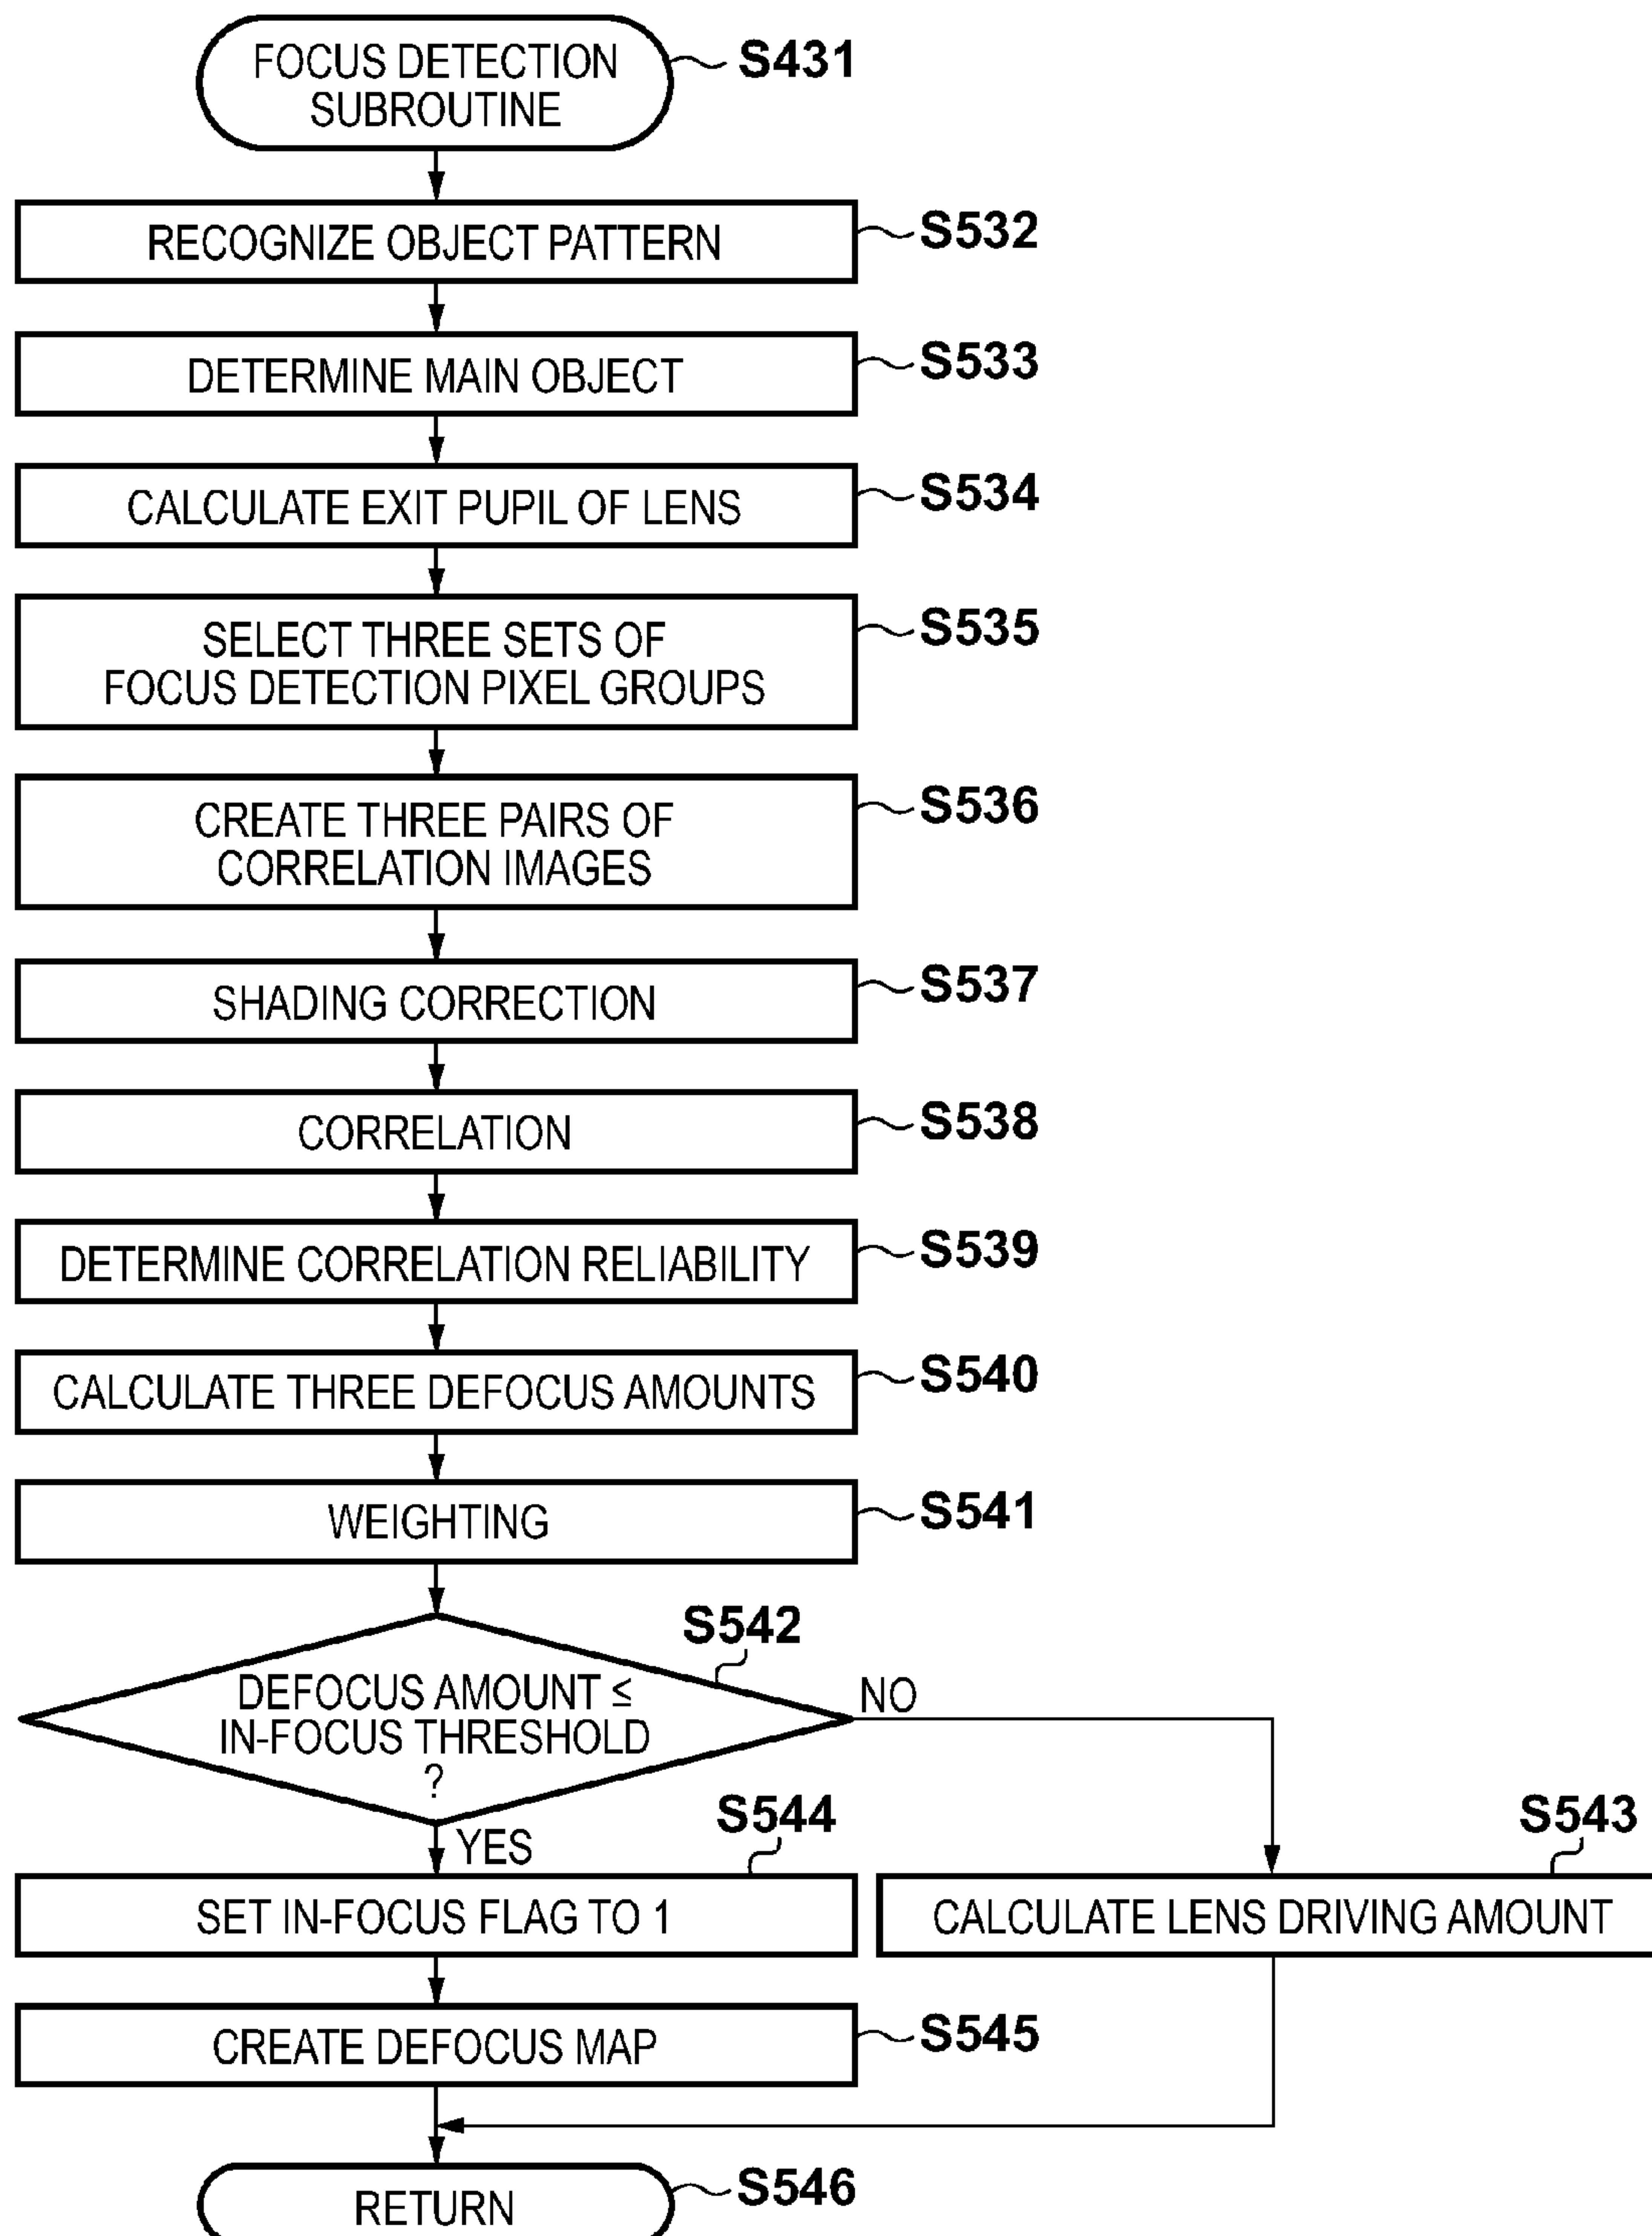 FOCUS DETECTION
SUBROUTINE
S431
RECOGNIZE OBJECT PATTERN
S532
DETERMINE MAIN OBJECT
S533
CALCULATE EXIT PUPIL OF LENS
S534
SELECT THREE SETS OF
FOCUS DETECTION PIXEL GROUPS
S535
CREATE THREE PAIRS OF
CORRELATION IMAGES
S536
SHADING CORRECTION
S537
CORRELATION
S538
DETERMINE CORRELATION RELIABILITY
S539
CALCULATE THREE DEFOCUS AMOUNTS
S540
WEIGHTING
S541
S542
DEFOCUS AMOUNT ≤
IN-FOCUS THRESHOLD
?
NO
YES
S544
SET IN-FOCUS FLAG TO 1
S543
CALCULATE LENS DRIVING AMOUNT
CREATE DEFOCUS MAP
S545
RETURN
S546